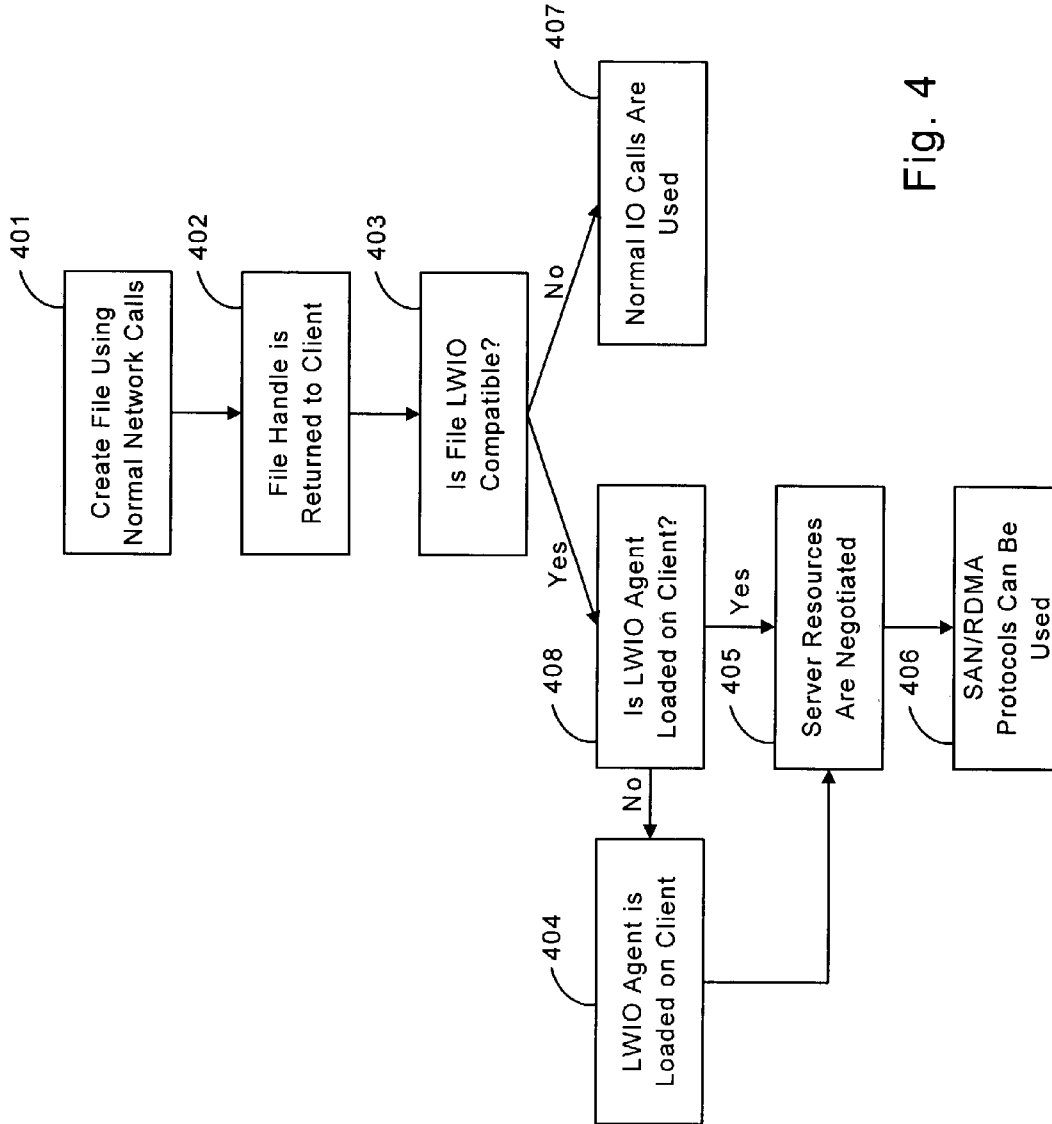 401
Create File Using
Normal Network Calls
402
File Handle is
Returned to Client
403
Is File LWIO
Compatible?
Yes
No
408
Is LWIO Agent
Loaded on Client?
407
Normal IO Calls Are
Used
No
Yes
404
LWIO Agent is
Loaded on Client
405
Server Resources
Are Negotiated
406
SAN/RDMA
Protocols Can Be
Used
Fig. 4